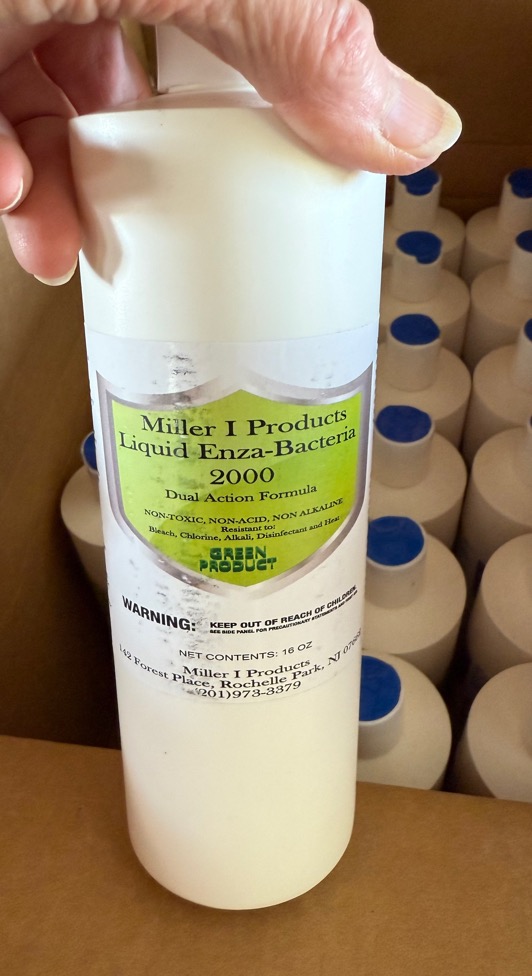 Miller I Products
Liquid Enza-Bacteria
2000
Dual Action Formula
NON-TOXIC, NON-ACID, NON ALKALINE
Resistant to:
Bleach, Chlorine, Alkali, Disinfectant and Heat
GREEN
PRODUCT
WARNING: KEEP OUT OF REACH OF CHILDREN.
SEE SIDE PANEL FOR PRECAUTIONARY STATEMENTS AND
NET CONTENTS: 16 OZ
Forest Place, Rochelle Park, NJ
Miller I Products
(201)973-3379